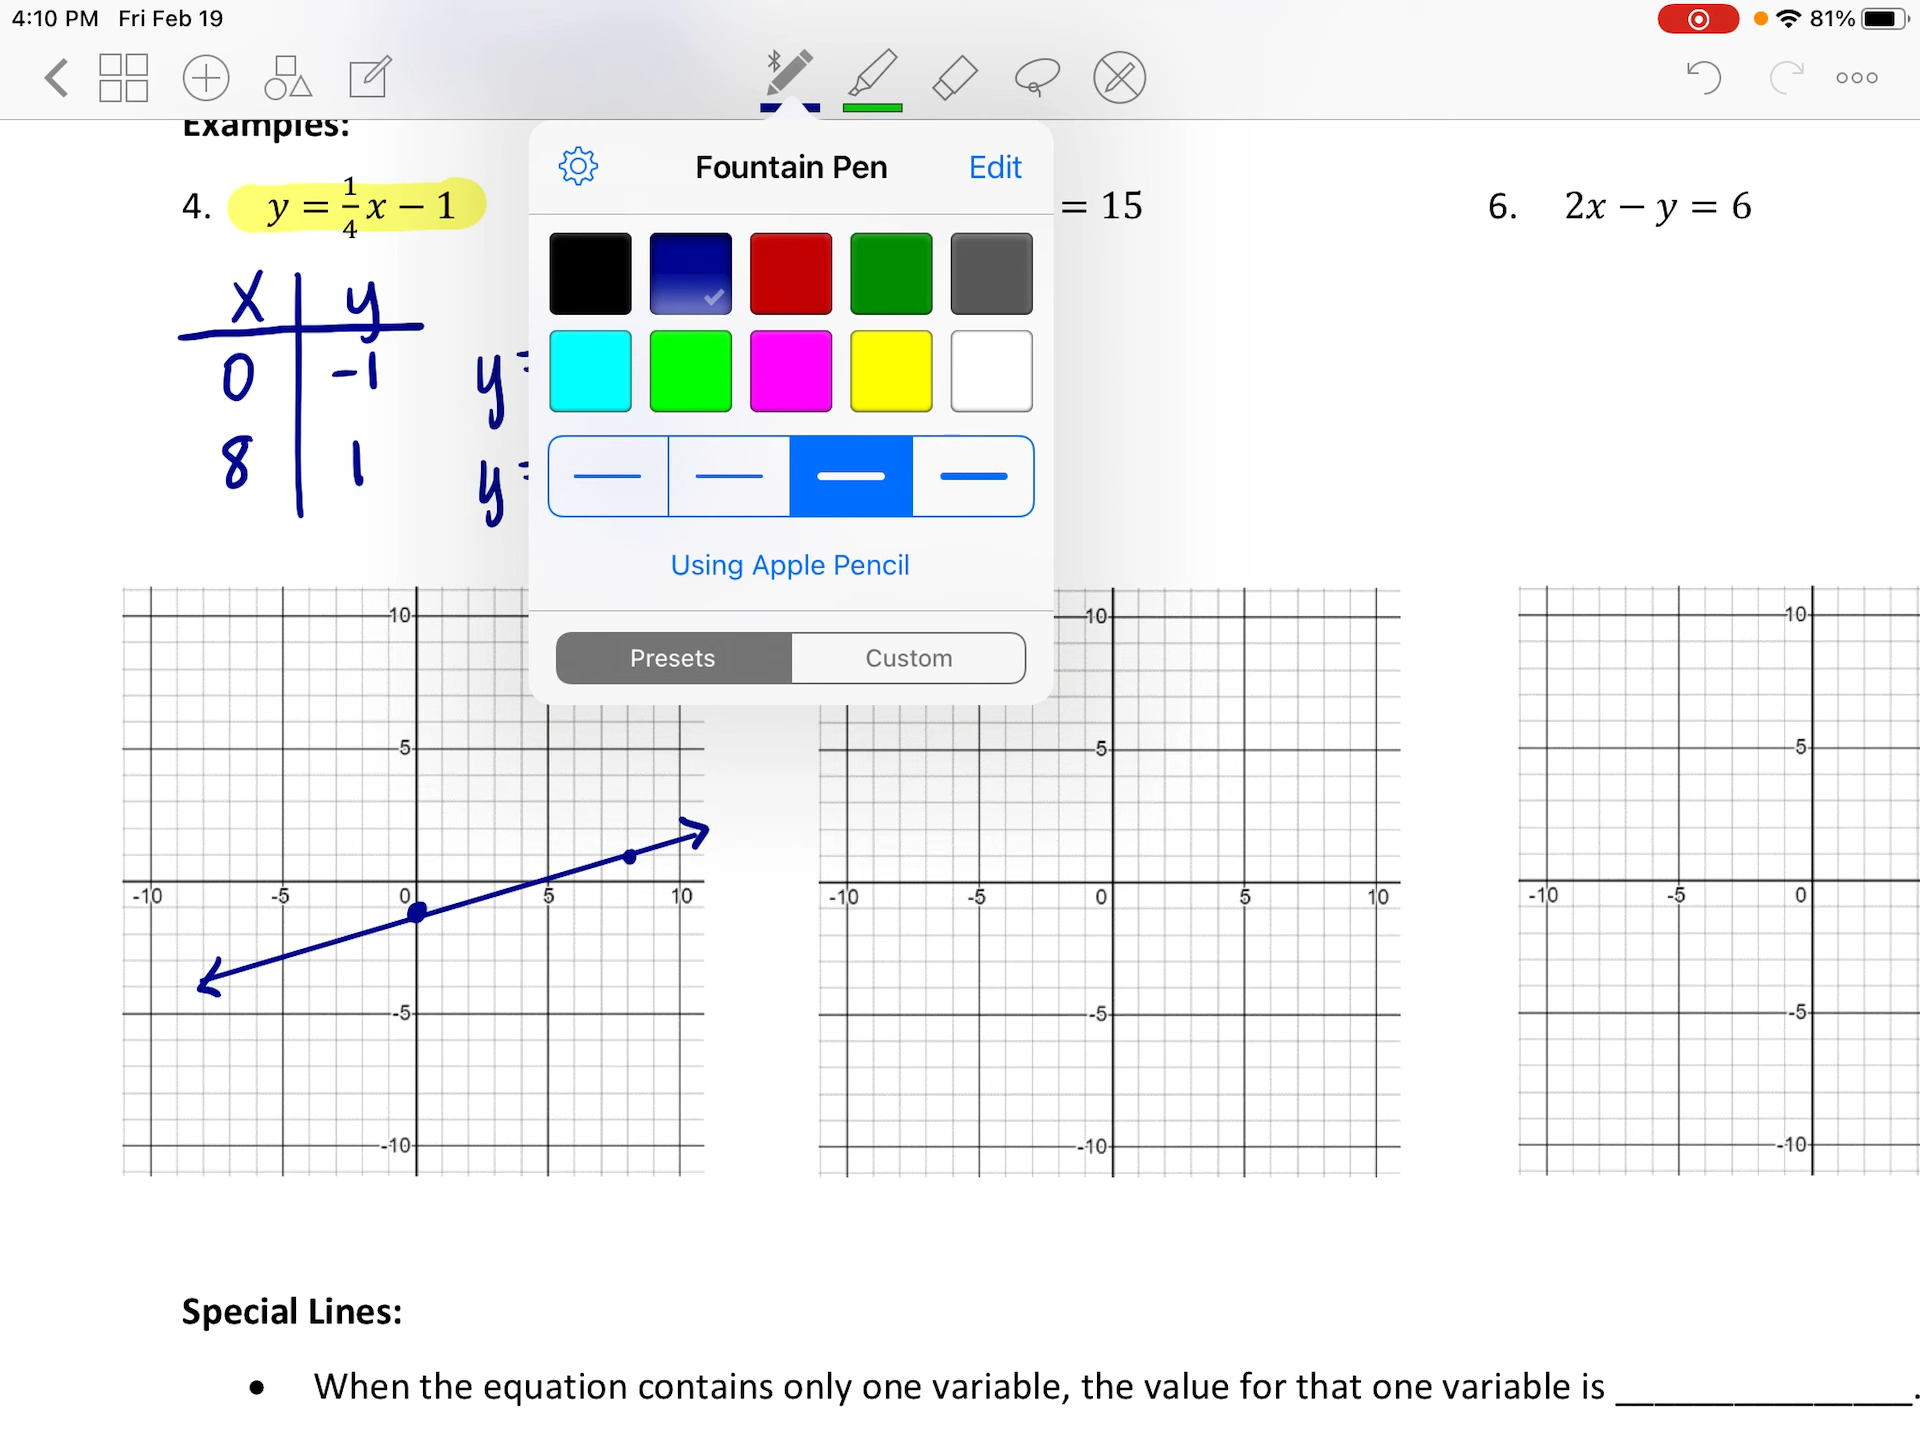 4:10 PM Fri Feb 19
81%
Examples:
Fountain Pen
Edit
4. y = 1/4 x − 1
= 15
6. 2x − y = 6
x y
0 -1
8 1
y=
y=
Using Apple Pencil
Presets
Custom
10
5
-10 -5 0 5 10
-5
-10
10
5
-10 -5 0 5 10
-5
-10
10
5
-10 -5 0
-5
-10
Special Lines:
• When the equation contains only one variable, the value for that one variable is ______________.